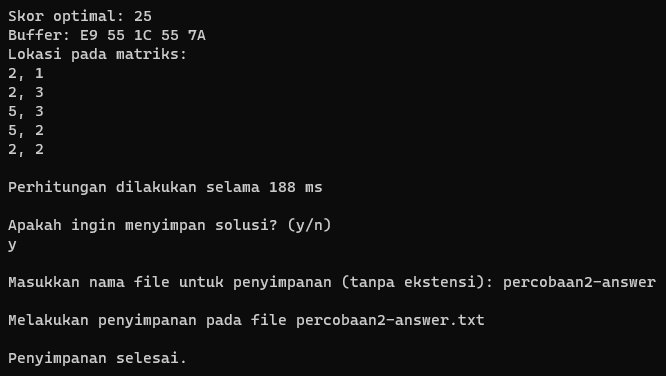 Skor optimal: 25
Buffer: E9 55 1C 55 7A
Lokasi pada matriks:
2, 1
2, 3
5, 3
5, 2
2, 2
Perhitungan dilakukan selama 188 ms
Apakah ingin menyimpan solusi? (y/n)
y
Masukkan nama file untuk penyimpanan (tanpa ekstensi): percobaan2-answer
Melakukan penyimpanan pada file percobaan2-answer.txt
Penyimpanan selesai.